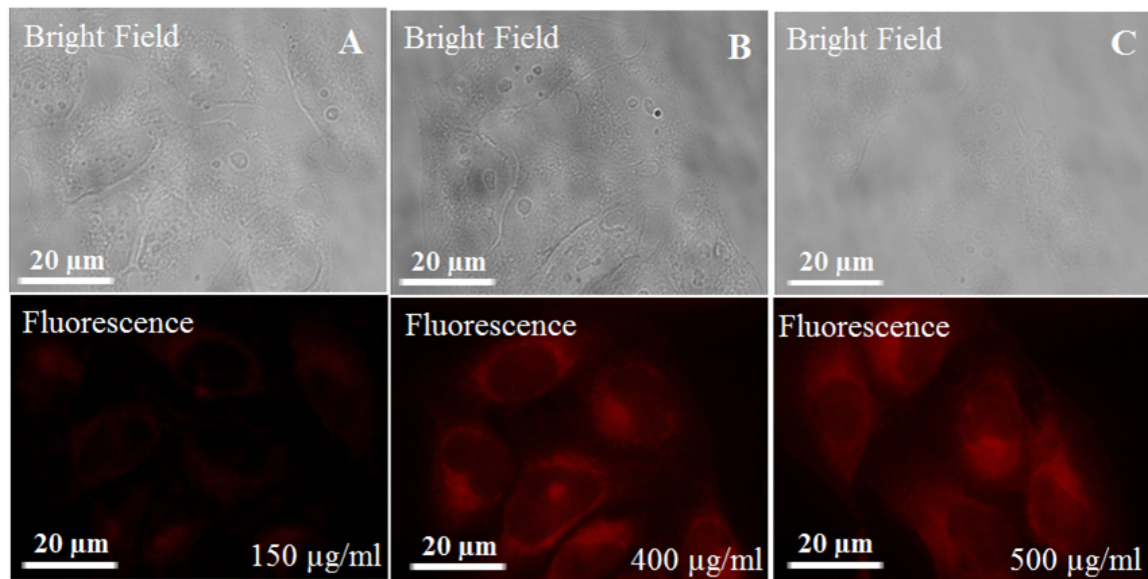 Bright Field A
20 µm
Bright Field B
20 µm
Bright Field C
20 µm
Fluorescence
20 µm 150 µg/ml
Fluorescence
20 µm 400 µg/ml
Fluorescence
20 µm 500 µg/ml